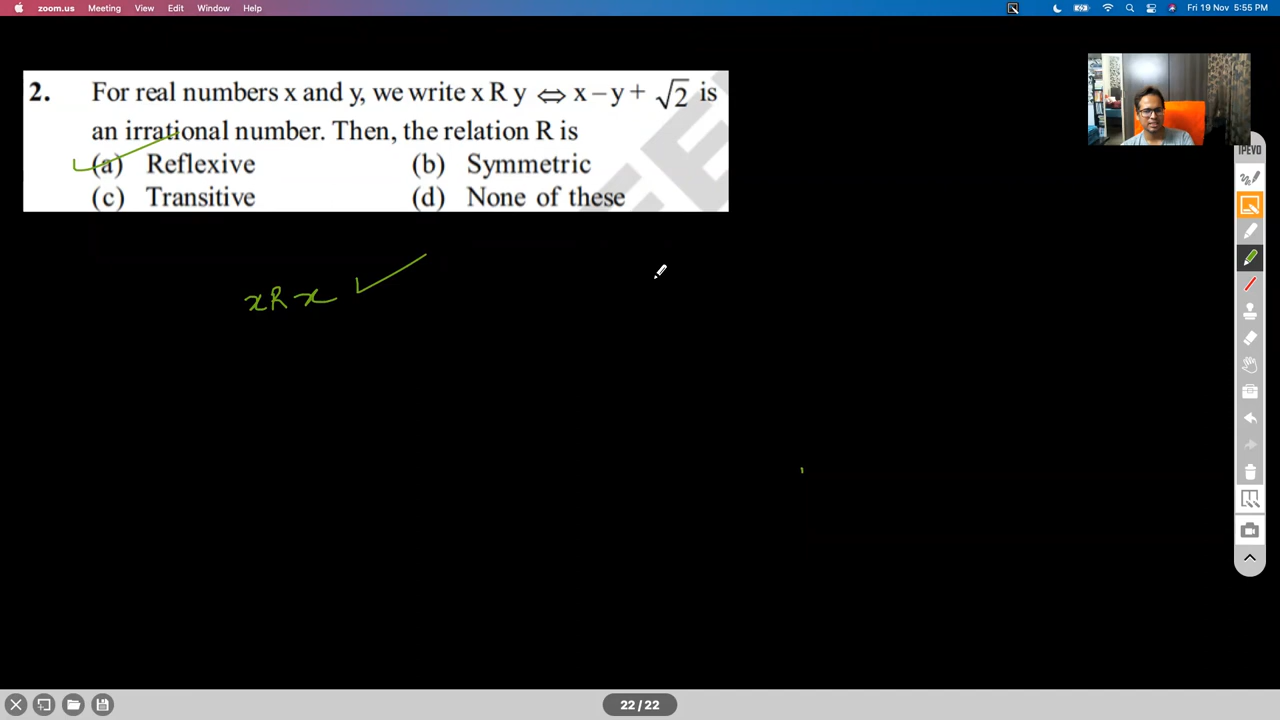 zoom.us Meeting View Edit Window Help Fri 19 Nov 5:55 PM
2. For real numbers x and y, we write x R y ⇔ x – y + √2 is
an irrational number. Then, the relation R is
(a) Reflexive (b) Symmetric
(c) Transitive (d) None of these
IPEVO
xRx ✓
22 / 22